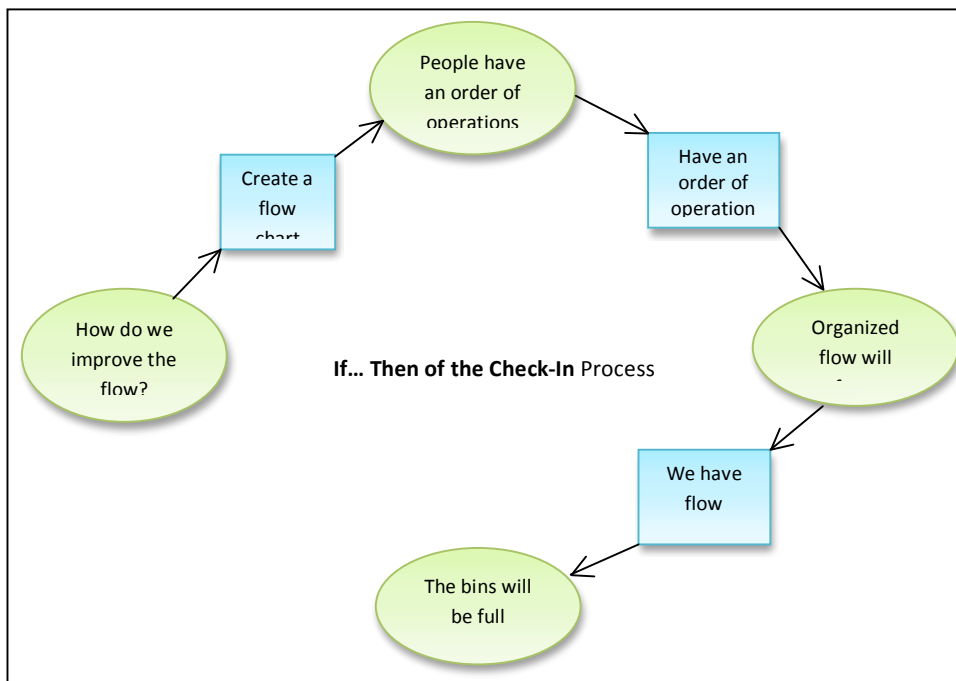 People have
an order of
operations
Have an
order of
operation
Create a
flow
chart
How do we
improve the
flow?
Organized
flow will
If... Then of the Check-In Process
We have
flow
The bins will
be full